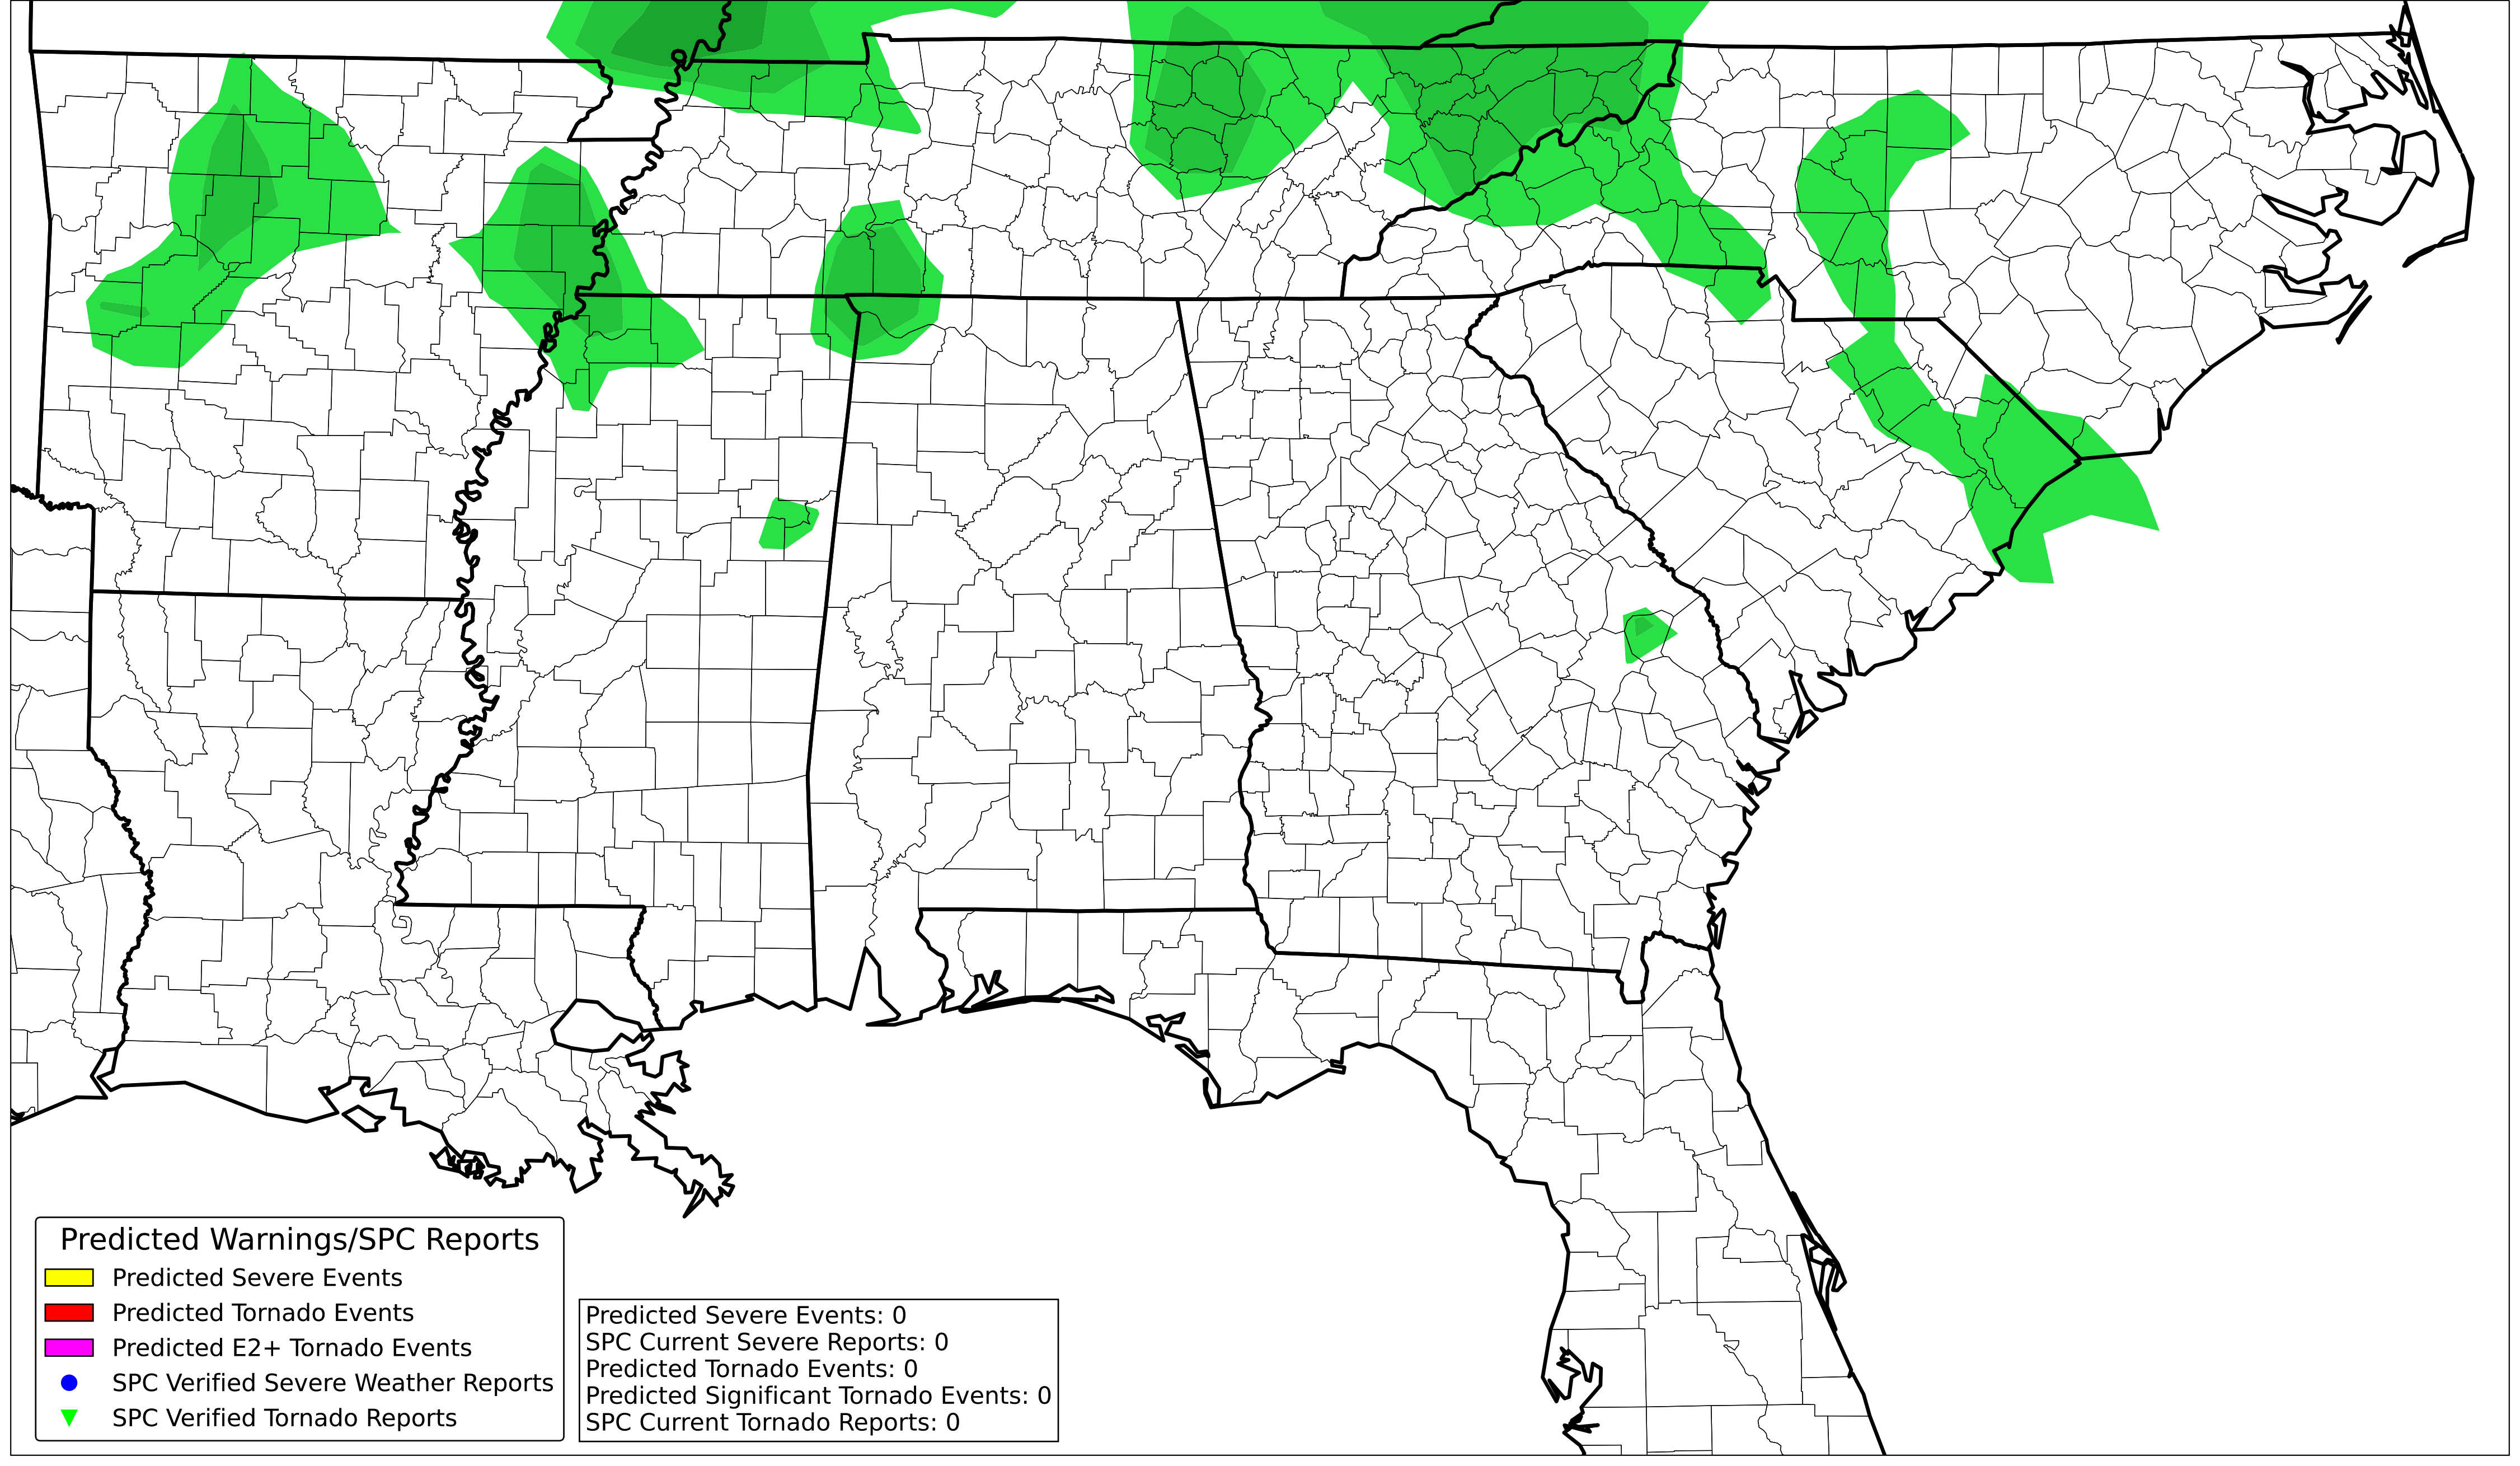 Predicted Warnings/SPC Reports
Predicted Severe Events
Predicted Tornado Events
Predicted E2+ Tornado Events
SPC Verified Severe Weather Reports
SPC Verified Tornado Reports
Predicted Severe Events: 0
SPC Current Severe Reports: 0
Predicted Tornado Events: 0
Predicted Significant Tornado Events: 0
SPC Current Tornado Reports: 0